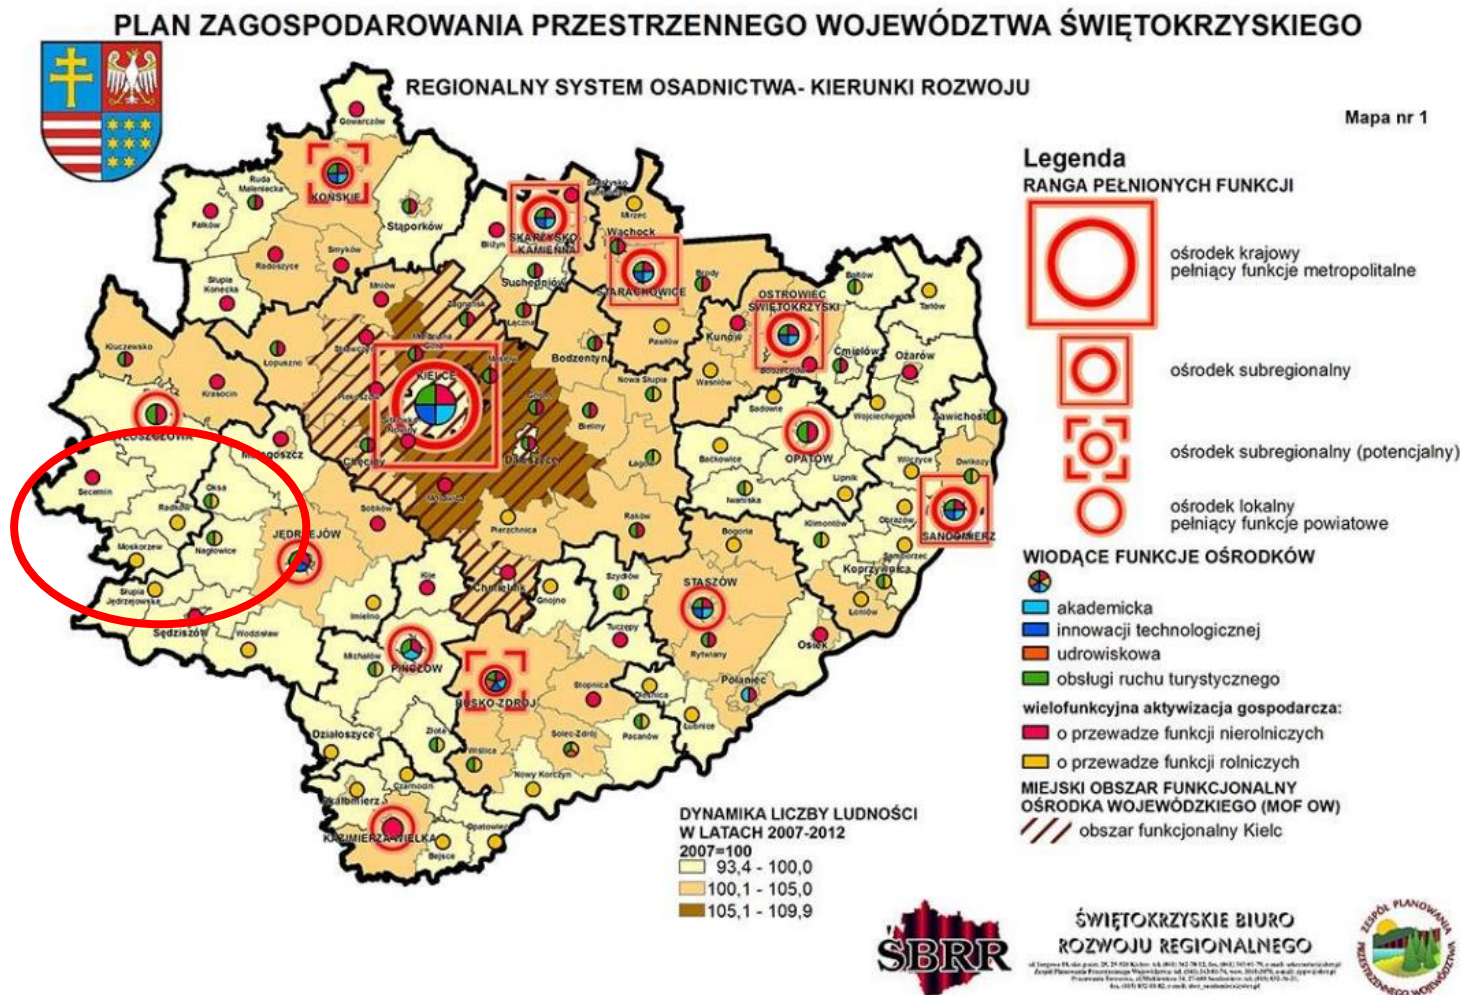 PLAN ZAGOSPODAROWANIA PRZESTRZENNEGO WOJEWÓDZTWA ŚWIĘTOKRZYSKIEGO
REGIONALNY SYSTEM OSADNICTWA- KIERUNKI ROZWOJU
Mapa nr 1
Gowarczów
KOŃSKIE
Ruda
Maleniecka
Fałków
Stąporków
Radoszyce
Smyków
Słupia
Konecka
Bliżyn
SKARŻYSKO-
KAMIENNA
Suchedniów
Łączna
Mirzec
Wąchock
STARACHOWICE
Brody
Pawłów
OSTROWIEC
ŚWIĘTOKRZYSKI
Kunów
Bodzechów
Waśniów
Bałtów
Ćmielów
Tarłów
Ożarów
Mniów
Zagnańsk
Kluczewsko
Łopuszno
Krasocin
KIELCE
Bodzentyn
Nowa Słupia
Bieliny
Łagów
Daleszyce
Chęciny
Morawica
Sadowie
Wojciechowice
Zawichost
OPATÓW
Baćkowice
Iwaniska
Lipnik
Wilczyce
Dwikozy
Obrazów
SANDOMIERZ
Samborzec
Klimontów
Koprzywnica
Łoniów
Małogoszcz
Secemin
Oksa
Radków
Nagłowice
Moskorzew
Słupia
Jędrzejowska
Sędziszów
Wodzisław
JĘDRZEJÓW
Sobków
Imielno
Kije
Pierzchnica
Chmielnik
Raków
Bogoria
STASZÓW
Szydłów
Gnojno
Tuczępy
Rytwiany
Osiek
Połaniec
Michałów
PIŃCZÓW
BUSKO-ZDRÓJ
Stopnica
Oleśnica
Łubnice
Pacanów
Solec-Zdrój
Złota
Wiślica
Nowy Korczyn
Działoszyce
Skalbmierz
Czarnocin
KAZIMIERZA WIELKA
Opatowiec
Bejsce
Legenda
RANGA PEŁNIONYCH FUNKCJI
ośrodek krajowy
pełniący funkcje metropolitalne
ośrodek subregionalny
ośrodek subregionalny (potencjalny)
ośrodek lokalny
pełniący funkcje powiatowe
WIODĄCE FUNKCJE OŚRODKÓW
akademicka
innowacji technologicznej
udrowiskowa
obsługi ruchu turystycznego
wielofunkcyjna aktywizacja gospodarcza:
o przewadze funkcji nierolniczych
o przewadze funkcji rolniczych
MIEJSKI OBSZAR FUNKCJONALNY
OŚRODKA WOJEWÓDZKIEGO (MOF OW)
obszar funkcjonalny Kielc
DYNAMIKA LICZBY LUDNOŚCI
W LATACH 2007-2012
2007=100
93,4 - 100,0
100,1 - 105,0
105,1 - 109,9
ŚBRR
ŚWIĘTOKRZYSKIE BIURO
ROZWOJU REGIONALNEGO
ZESPÓŁ PLANOWANIA
PRZESTRZENNEGO WOJEWÓDZTWA